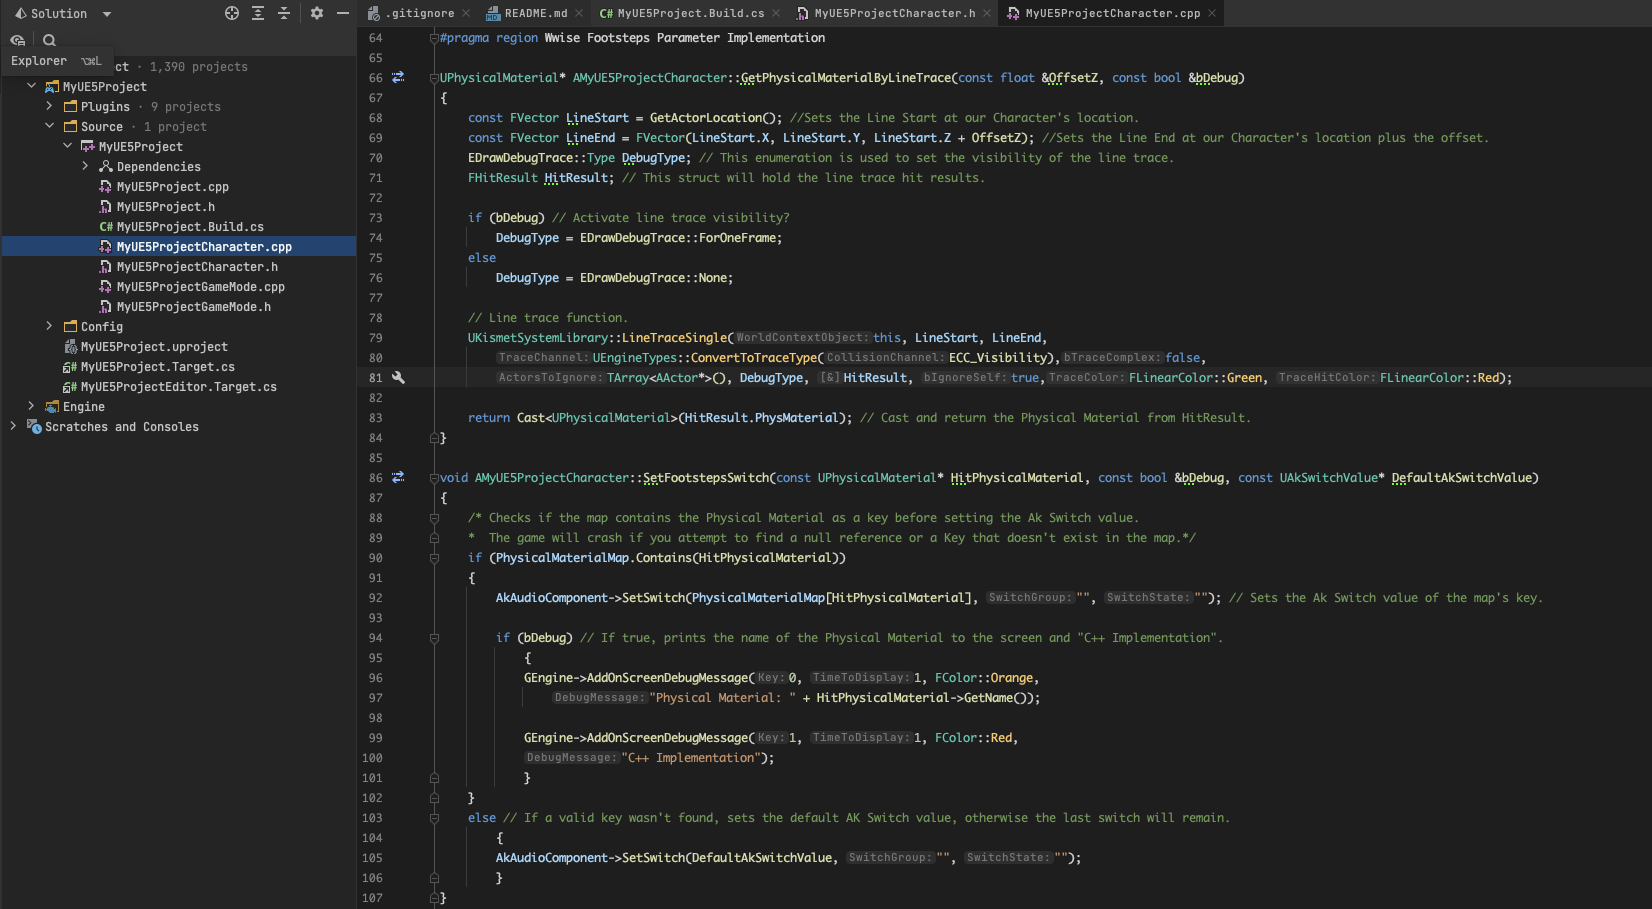 Solution
.gitignore
README.md
MyUE5Project.Build.cs
MyUE5ProjectCharacter.h
MyUE5ProjectCharacter.cpp
Explorer ⌥⌘L
ct · 1,390 projects
MyUE5Project
Plugins · 9 projects
Source · 1 project
MyUE5Project
Dependencies
MyUE5Project.cpp
MyUE5Project.h
C# MyUE5Project.Build.cs
MyUE5ProjectCharacter.cpp
MyUE5ProjectCharacter.h
MyUE5ProjectGameMode.cpp
MyUE5ProjectGameMode.h
Config
MyUE5Project.uproject
MyUE5Project.Target.cs
MyUE5ProjectEditor.Target.cs
Engine
Scratches and Consoles
64 #pragma region Wwise Footsteps Parameter Implementation
65
66 UPhysicalMaterial* AMyUE5ProjectCharacter::GetPhysicalMaterialByLineTrace(const float &OffsetZ, const bool &bDebug)
67 {
68 const FVector LineStart = GetActorLocation(); //Sets the Line Start at our Character's location.
69 const FVector LineEnd = FVector(LineStart.X, LineStart.Y, LineStart.Z + OffsetZ); //Sets the Line End at our Character's location plus the offset.
70 EDrawDebugTrace::Type DebugType; // This enumeration is used to set the visibility of the line trace.
71 FHitResult HitResult; // This struct will hold the line trace hit results.
72
73 if (bDebug) // Activate line trace visibility?
74 DebugType = EDrawDebugTrace::ForOneFrame;
75 else
76 DebugType = EDrawDebugTrace::None;
77
78 // Line trace function.
79 UKismetSystemLibrary::LineTraceSingle( WorldContextObject: this, LineStart, LineEnd,
80 TraceChannel: UEngineTypes::ConvertToTraceType( CollisionChannel: ECC_Visibility), bTraceComplex: false,
81 ActorsToIgnore: TArray<AActor*>(), DebugType, [&] HitResult, bIgnoreSelf: true, TraceColor: FLinearColor::Green, TraceHitColor: FLinearColor::Red);
82
83 return Cast<UPhysicalMaterial>(HitResult.PhysMaterial); // Cast and return the Physical Material from HitResult.
84 }
85
86 void AMyUE5ProjectCharacter::SetFootstepsSwitch(const UPhysicalMaterial* HitPhysicalMaterial, const bool &bDebug, const UAkSwitchValue* DefaultAkSwitchValue)
87 {
88 /* Checks if the map contains the Physical Material as a key before setting the Ak Switch value.
89 * The game will crash if you attempt to find a null reference or a Key that doesn't exist in the map.*/
90 if (PhysicalMaterialMap.Contains(HitPhysicalMaterial))
91 {
92 AkAudioComponent->SetSwitch(PhysicalMaterialMap[HitPhysicalMaterial], SwitchGroup: "", SwitchState: ""); // Sets the Ak Switch value of the map's key.
93
94 if (bDebug) // If true, prints the name of the Physical Material to the screen and "C++ Implementation".
95 {
96 GEngine->AddOnScreenDebugMessage( Key: 0, TimeToDisplay: 1, FColor::Orange,
97 DebugMessage: "Physical Material: " + HitPhysicalMaterial->GetName());
98
99 GEngine->AddOnScreenDebugMessage( Key: 1, TimeToDisplay: 1, FColor::Red,
100 DebugMessage: "C++ Implementation");
101 }
102 }
103 else // If a valid key wasn't found, sets the default AK Switch value, otherwise the last switch will remain.
104 {
105 AkAudioComponent->SetSwitch(DefaultAkSwitchValue, SwitchGroup: "", SwitchState: "");
106 }
107 }